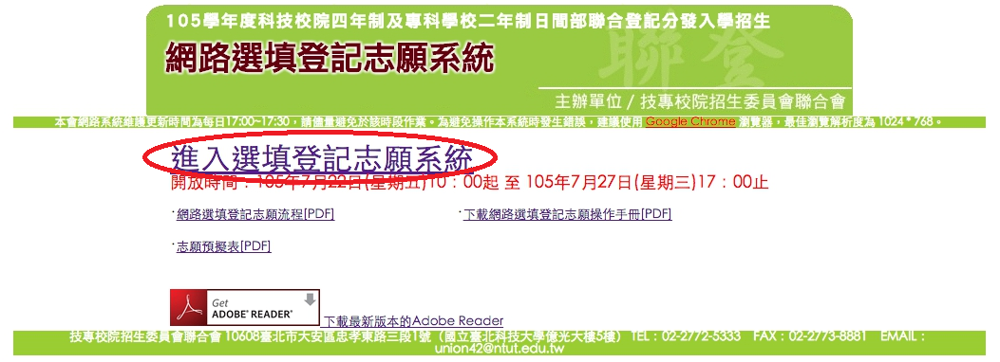 105學年度科技校院四年制及專科學校二年制日間部聯合登記分發入學招生
聯登
網路選填登記志願系統
主辦單位 / 技專校院招生委員會聯合會
本會網路系統維護更新時間為每日17:00~17:30，請儘量避免於該時段作業。為避免操作本系統時發生錯誤，建議使用 Google Chrome 瀏覽器，最佳瀏覽解析度為 1024 * 768。
進入選填登記志願系統
開放時間：105年7月22日(星期五)10：00起 至 105年7月27日(星期三)17：00止
·網路選填登記志願流程[PDF] ·下載網路選填登記志願操作手冊[PDF]
·志願預擬表[PDF]
Get
ADOBE® READER®
下載最新版本的Adobe Reader
技專校院招生委員會聯合會 10608臺北市大安區忠孝東路三段1號（國立臺北科技大學億光大樓5樓） TEL：02-2772-5333 FAX：02-2773-8881 EMAIL：
union42@ntut.edu.tw